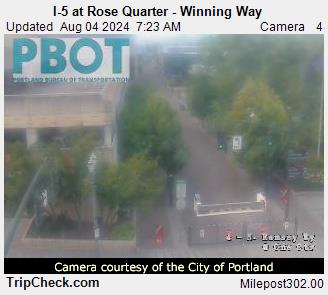 I-5 at Rose Quarter - Winning Way
Updated Aug 04 2024 7:23 AM Camera 4
PBOT
PORTLAND BUREAU OF TRANSPORTATION
Camera courtesy of the City of Portland
TripCheck.com Milepost302.00